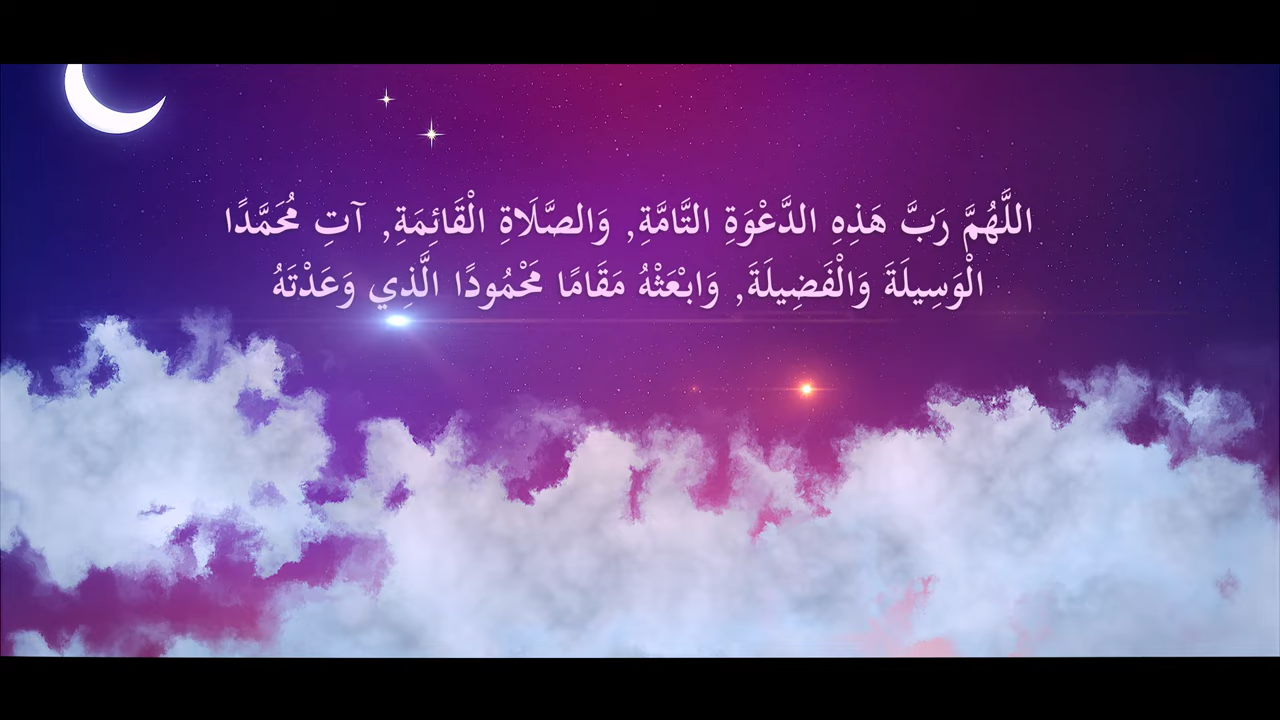 اللَّهُمَّ رَبَّ هَذِهِ الدَّعْوَةِ التَّامَّةِ, وَالصَّلَاةِ الْقَائِمَةِ, آتِ مُحَمَّدًا
الْوَسِيلَةَ وَالْفَضِيلَةَ, وَابْعَثْهُ مَقَامًا مَحْمُودًا الَّذِي وَعَدْتَهُ